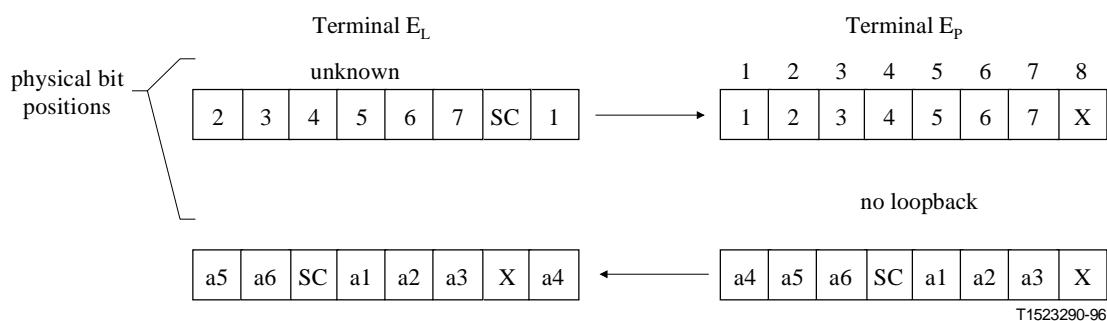 Terminal E_L Terminal E_P
physical bit positions
unknown 1 2 3 4 5 6 7 8
2 3 4 5 6 7 SC 1 1 2 3 4 5 6 7 X
no loopback
a5 a6 SC a1 a2 a3 X a4 a4 a5 a6 SC a1 a2 a3 X
T1523290-96